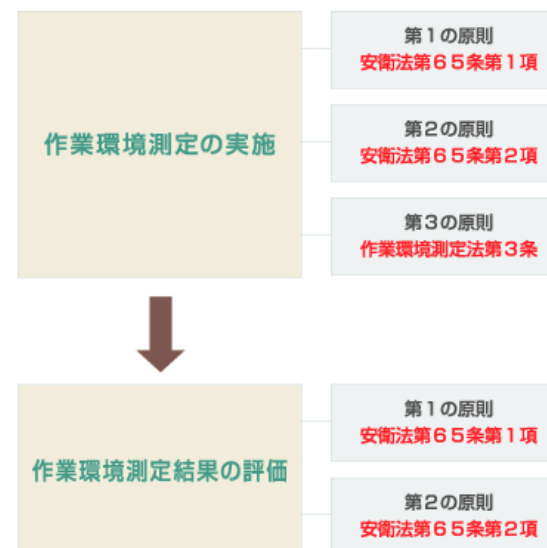 作業環境測定の実施
第1の原則
安衛法第65条第1項
第2の原則
安衛法第65条第2項
第3の原則
作業環境測定法第3条
作業環境測定結果の評価
第1の原則
安衛法第65条第1項
第2の原則
安衛法第65条第2項